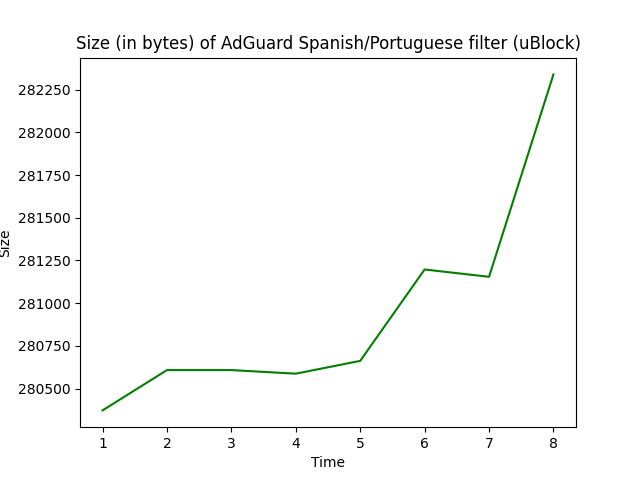 Size (in bytes) of AdGuard Spanish/Portuguese filter (uBlock)
282250
282000
281750
281500
281250
281000
280750
280500
Size
1 2 3 4 5 6 7 8
Time